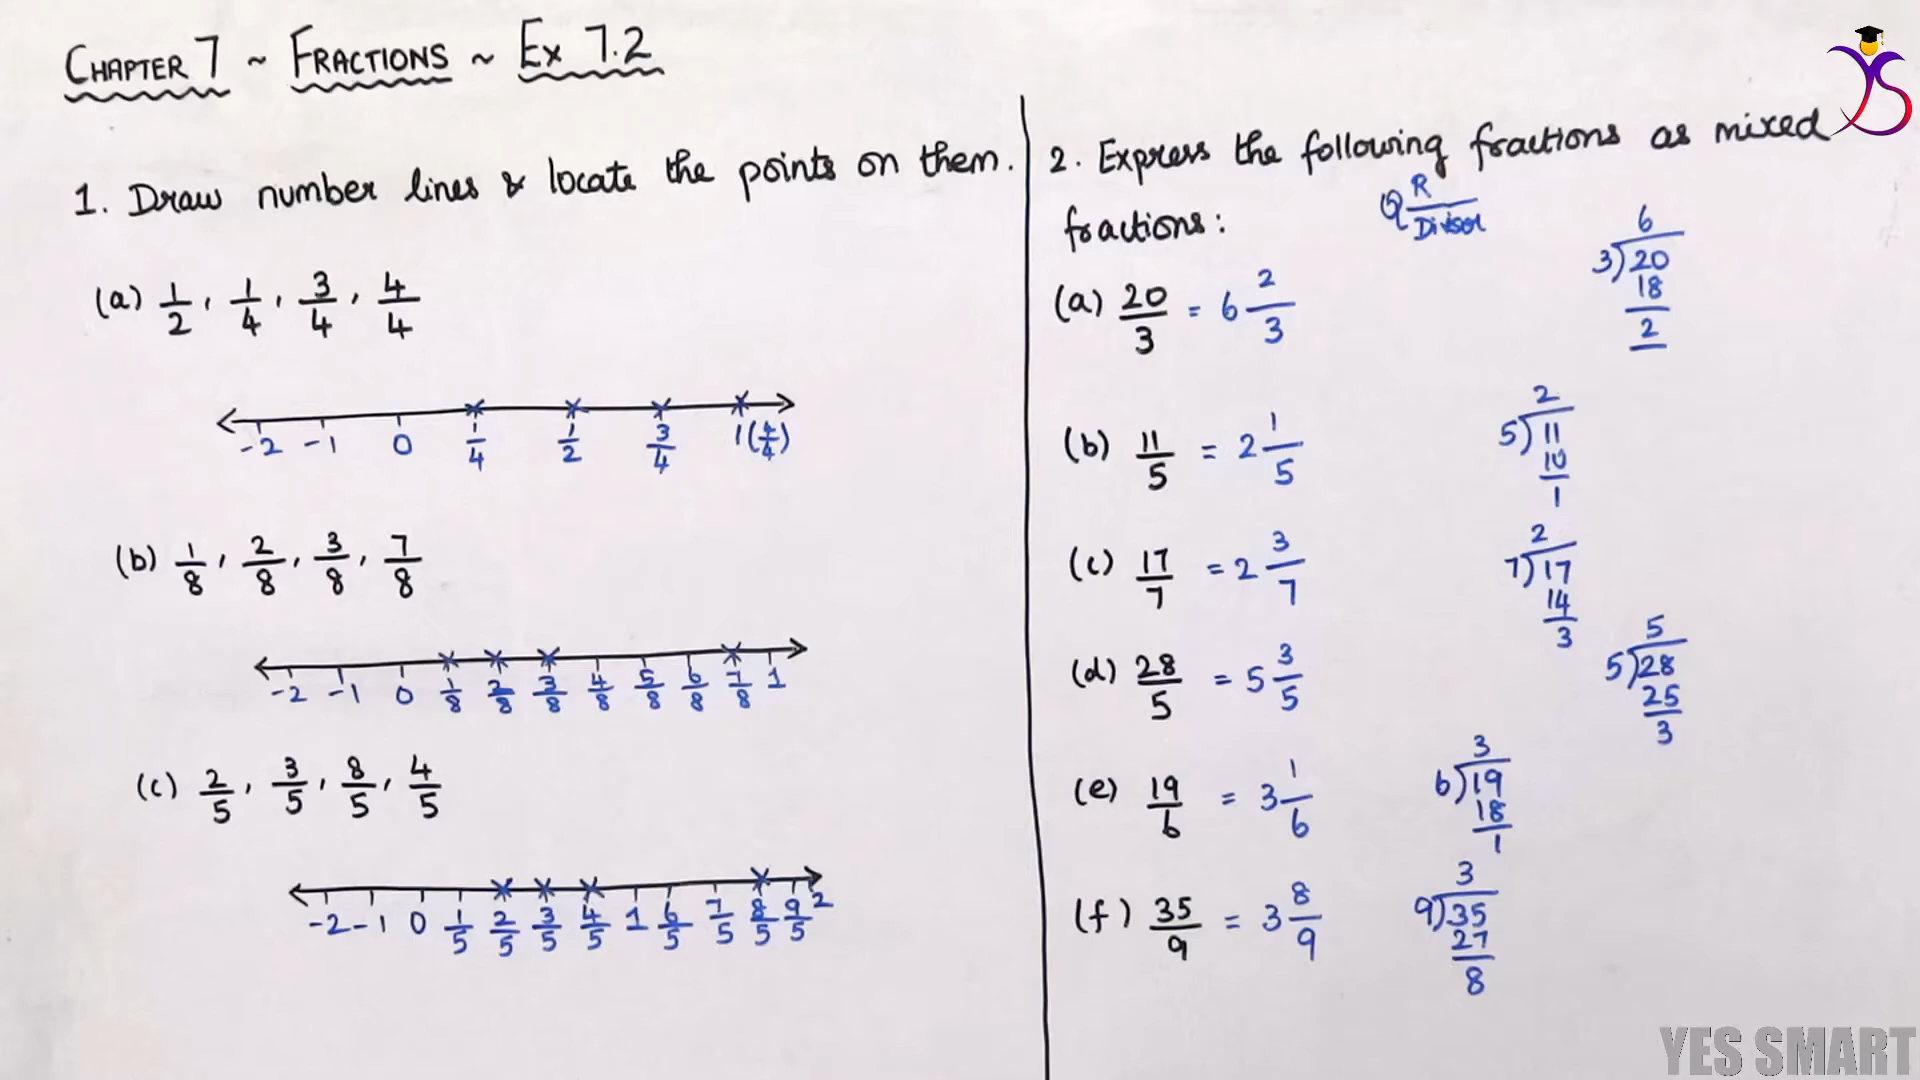 CHAPTER 7 ~ FRACTIONS ~ EX 7.2
1. Draw number lines & locate the points on them.
(a) 1/2, 1/4, 3/4, 4/4
-2 -1 0 1/4 1/2 3/4 1(4/4)
(b) 1/8, 2/8, 3/8, 7/8
-2 -1 0 1/8 2/8 3/8 4/8 5/8 6/8 7/8 1
(c) 2/5, 3/5, 8/5, 4/5
-2 -1 0 1/5 2/5 3/5 4/5 1 6/5 7/5 8/5 9/5 2
2. Express the following fractions as mixed
fractions:
Q R/Divisor
(a) 20/3 = 6 2/3
6
3)20
18
2
(b) 11/5 = 2 1/5
2
5)11
10
1
(c) 17/7 = 2 3/7
2
7)17
14
3
(d) 28/5 = 5 3/5
5
5)28
25
3
(e) 19/6 = 3 1/6
3
6)19
18
1
(f) 35/9 = 3 8/9
3
9)35
27
8
YS
YES SMART